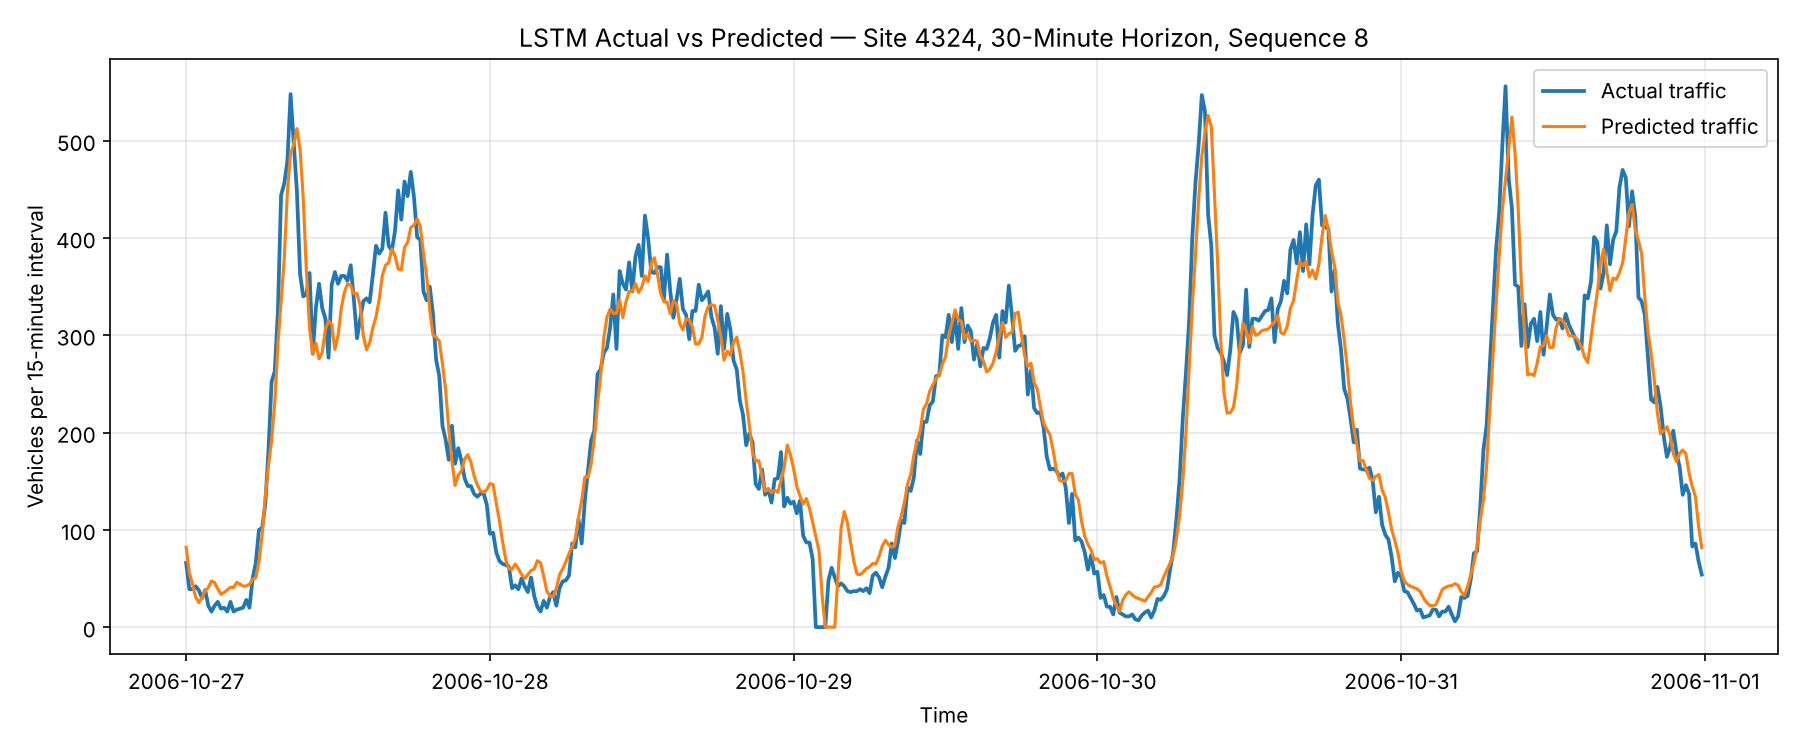 LSTM Actual vs Predicted — Site 4324, 30-Minute Horizon, Sequence 8
Actual traffic
Predicted traffic
Vehicles per 15-minute interval
500
400
300
200
100
0
2006-10-27
2006-10-28
2006-10-29
2006-10-30
2006-10-31
2006-11-01
Time